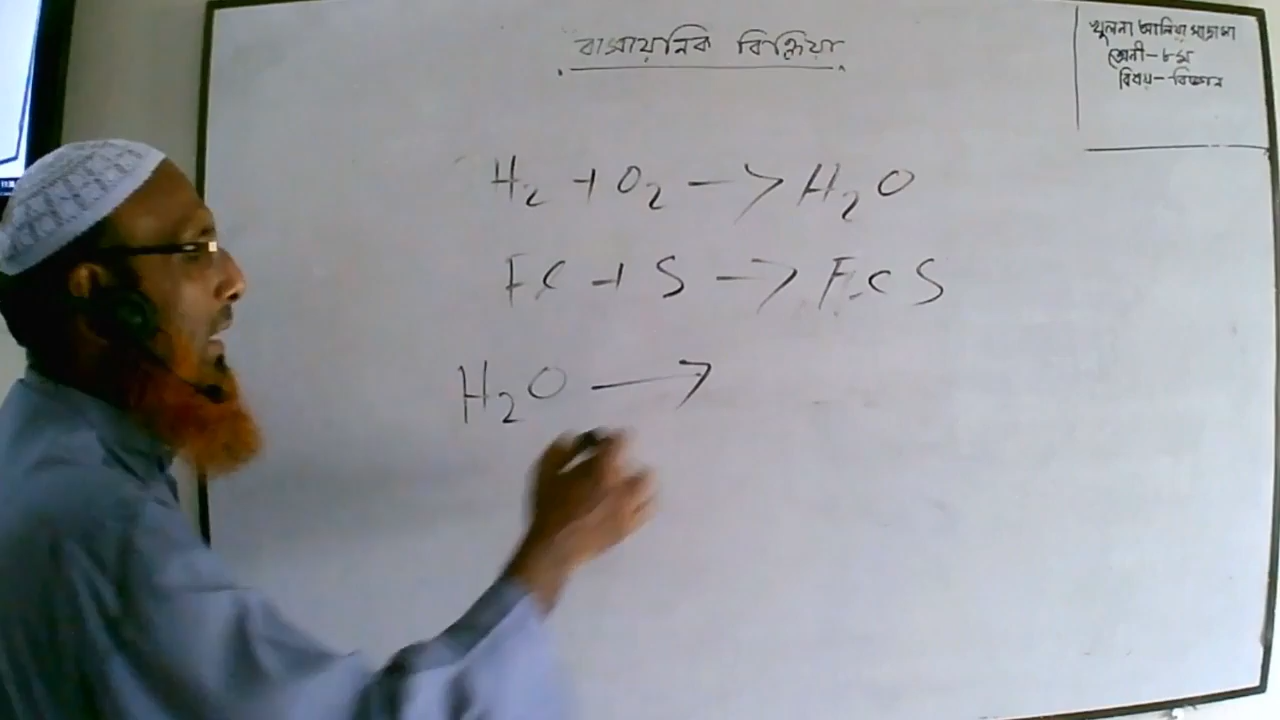 রাসায়নিক বিক্রিয়া
খুলনা আলিয়া মাদ্রাসা
শ্রেনী - ৮ম
বিষয় - বিজ্ঞান
H₂ + O₂ → H₂O
Fe + S → FeS
H₂O →